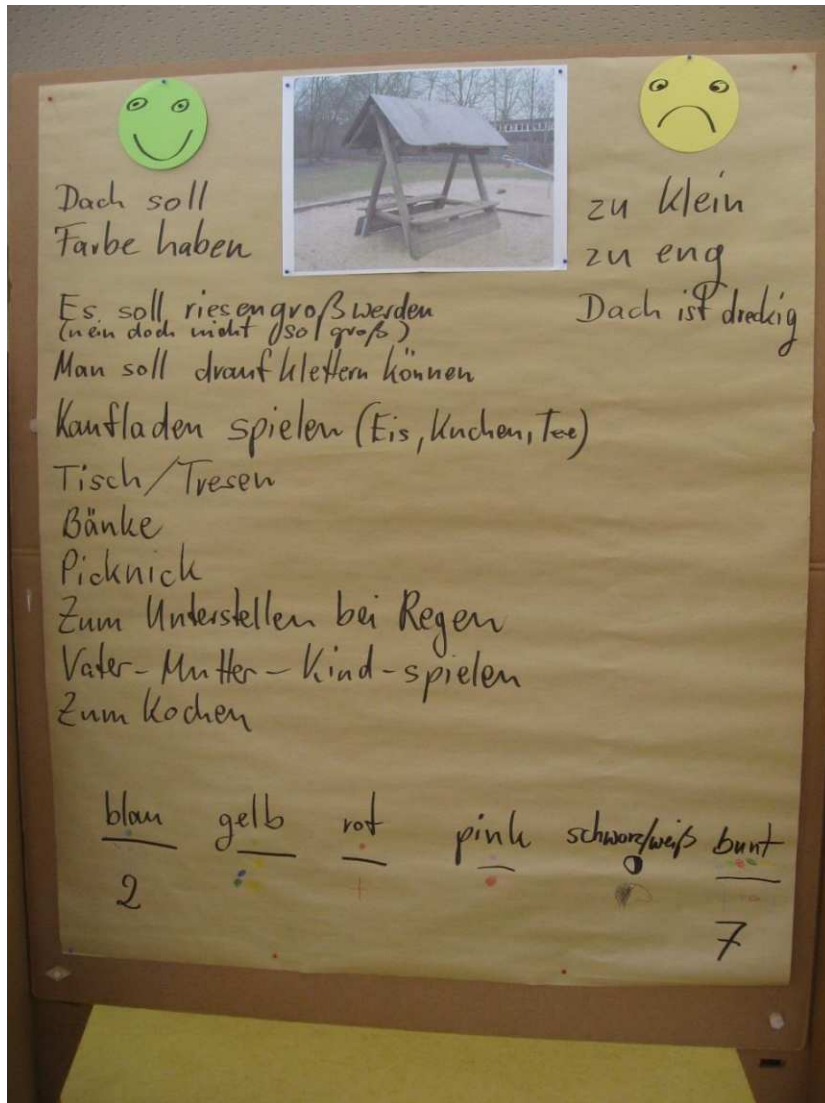 Dach soll
Farbe haben
zu klein
zu eng
Dach ist dreckig
Es soll riesengroß werden
(nein doch nicht so groß)
Man soll drauf klettern können
Kaufladen spielen (Eis, Kuchen, Tee)
Tisch/Tresen
Bänke
Picknick
Zum Unterstellen bei Regen
Vater-Mutter-Kind-spielen
Zum Kochen
blau gelb rot pink schwarz/weiß bunt
2 7